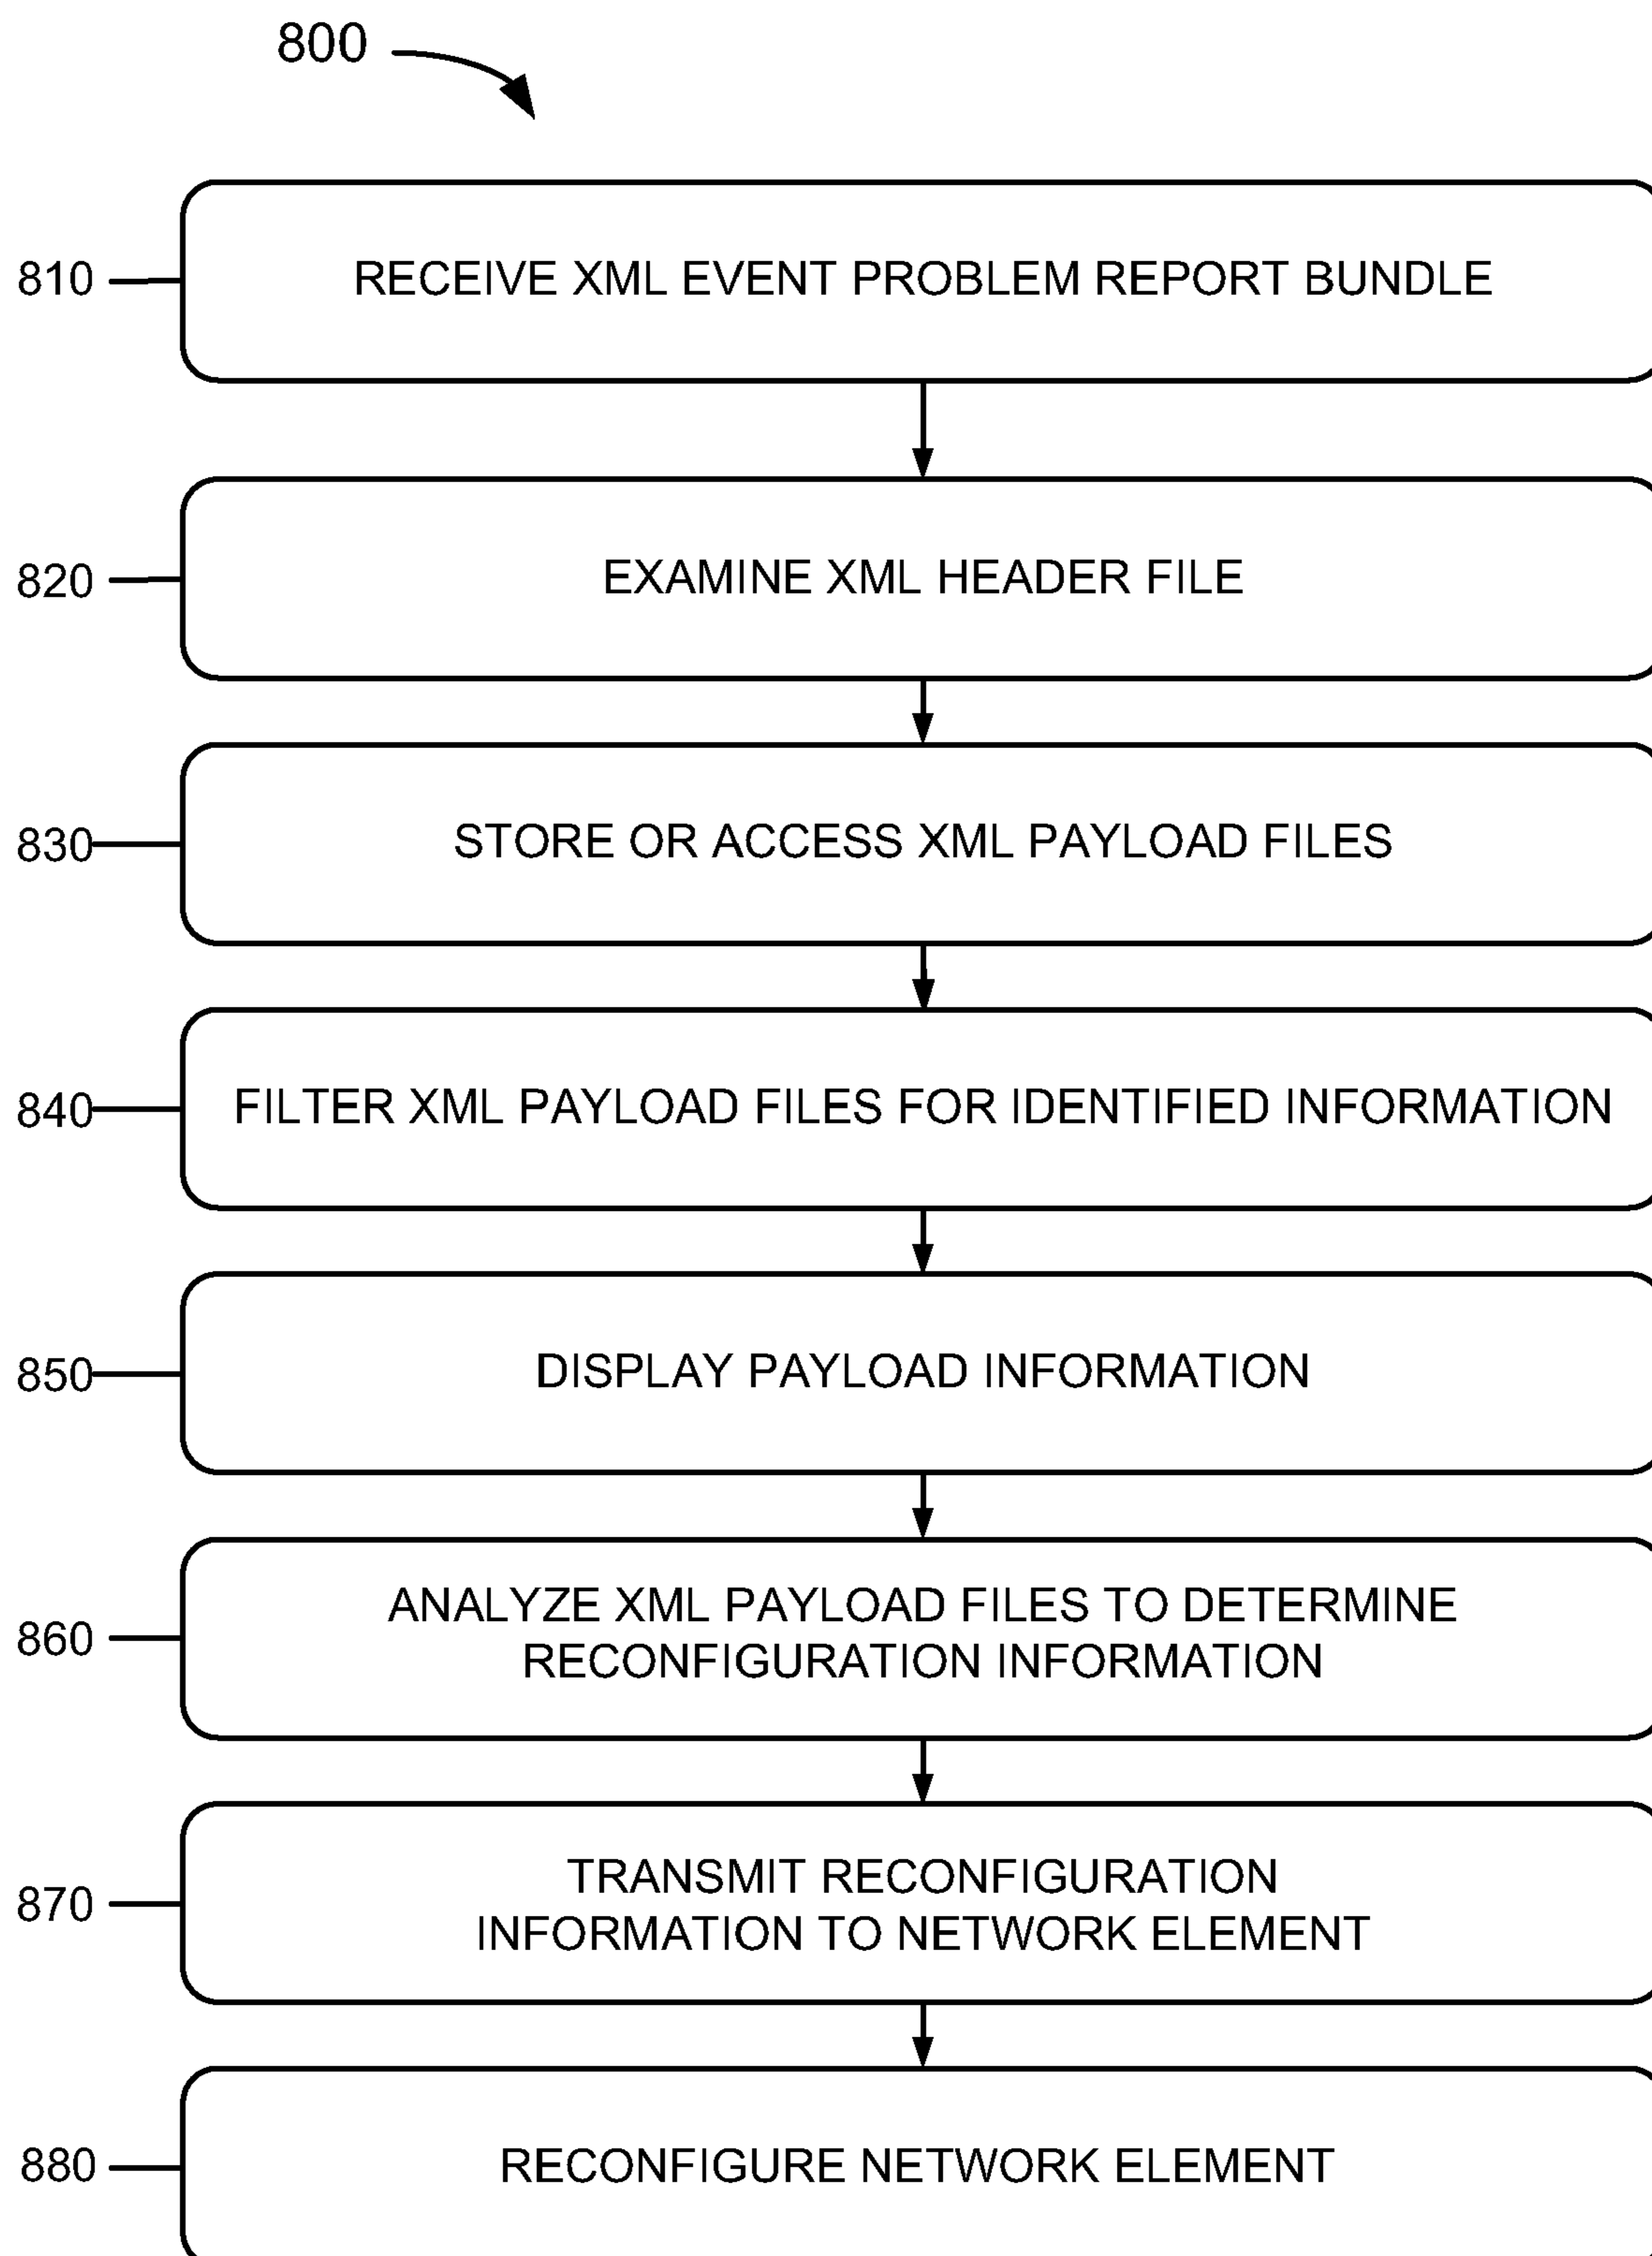 800
810
RECEIVE XML EVENT PROBLEM REPORT BUNDLE
820
EXAMINE XML HEADER FILE
830
STORE OR ACCESS XML PAYLOAD FILES
840
FILTER XML PAYLOAD FILES FOR IDENTIFIED INFORMATION
850
DISPLAY PAYLOAD INFORMATION
860
ANALYZE XML PAYLOAD FILES TO DETERMINE
RECONFIGURATION INFORMATION
870
TRANSMIT RECONFIGURATION
INFORMATION TO NETWORK ELEMENT
880
RECONFIGURE NETWORK ELEMENT